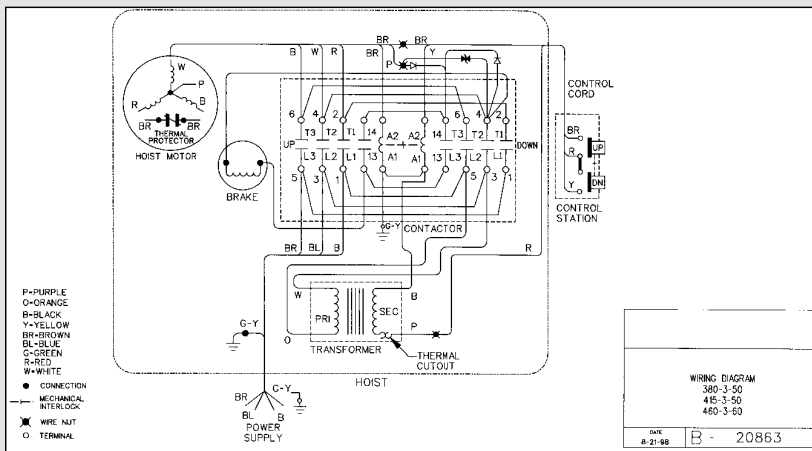 BR
BR
B
W
R
BR
Y
P
W
P
R
B
BR
BR
THERMAL
PROTECTOR
HOIST MOTOR
6
4
2
6
4
2
T3
T2
T1
14
A2
A2
14
T3
T2
T1
UP
DOWN
L3
L2
L1
13
A1
A1
13
L3
L2
L1
5
3
1
5
3
1
BRAKE
CONTACTOR
G-Y
CONTROL
CORD
BR
R
Y
UP
DN
CONTROL
STATION
BR
BL
B
R
W
B
PRI
SEC
P
O
TRANSFORMER
THERMAL
CUTOUT
HOIST
G-Y
G-Y
BR
BL
B
POWER
SUPPLY
P=PURPLE
O=ORANGE
B=BLACK
Y=YELLOW
BR=BROWN
BL=BLUE
G=GREEN
R=RED
W=WHITE
CONNECTION
MECHANICAL
INTERLOCK
WIRE NUT
TERMINAL
WIRING DIAGRAM
380-3-50
415-3-50
460-3-60
DATE
8-21-98
B - 20863